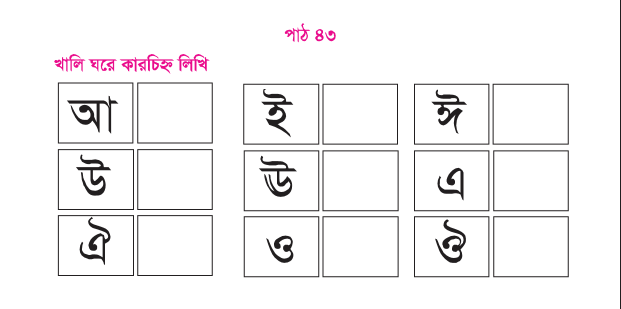 পাঠ ৪৩
খালি ঘরে কারচিহ্ন লিখি
আ ই ঈ
উ ঊ এ
ঐ ও ঔ